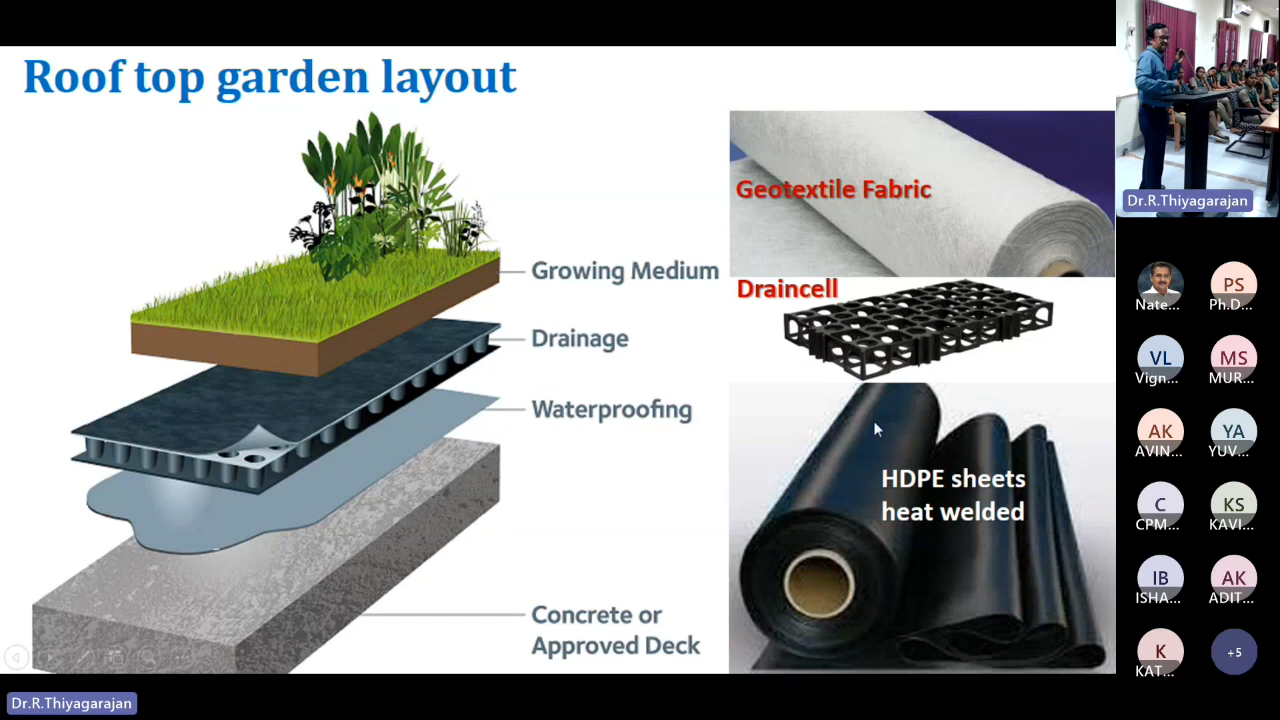 Roof top garden layout
Growing Medium
Drainage
Waterproofing
Concrete or
Approved Deck
Geotextile Fabric
Draincell
HDPE sheets
heat welded
Dr.R.Thiyagarajan
Nate...
PS
Ph.D...
VL
Vign...
MS
MUR...
AK
AVIN...
YA
YUV...
C
CPM...
KS
KAVI...
IB
ISHA...
AK
ADIT...
K
KAT...
+5
Dr.R.Thiyagarajan